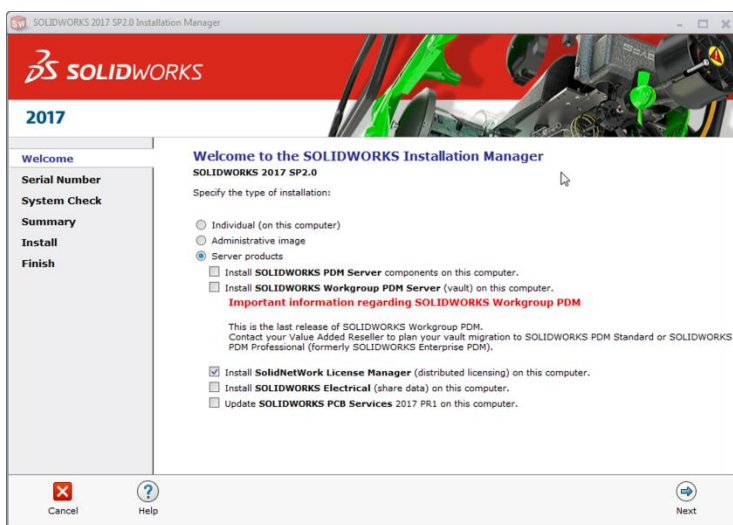 SOLIDWORKS 2017 SP2.0 Installation Manager
SOLIDWORKS
2017
Welcome
Serial Number
System Check
Summary
Install
Finish
Welcome to the SOLIDWORKS Installation Manager
SOLIDWORKS 2017 SP2.0
Specify the type of installation:
Individual (on this computer)
Administrative image
Server products
Install SOLIDWORKS PDM Server components on this computer.
Install SOLIDWORKS Workgroup PDM Server (vault) on this computer.
Important information regarding SOLIDWORKS Workgroup PDM
This is the last release of SOLIDWORKS Workgroup PDM.
Contact your Value Added Reseller to plan your vault migration to SOLIDWORKS PDM Standard or SOLIDWORKS
PDM Professional (formerly SOLIDWORKS Enterprise PDM).
Install SolidNetWork License Manager (distributed licensing) on this computer.
Install SOLIDWORKS Electrical (share data) on this computer.
Update SOLIDWORKS PCB Services 2017 PR1 on this computer.
Cancel
Help
Next